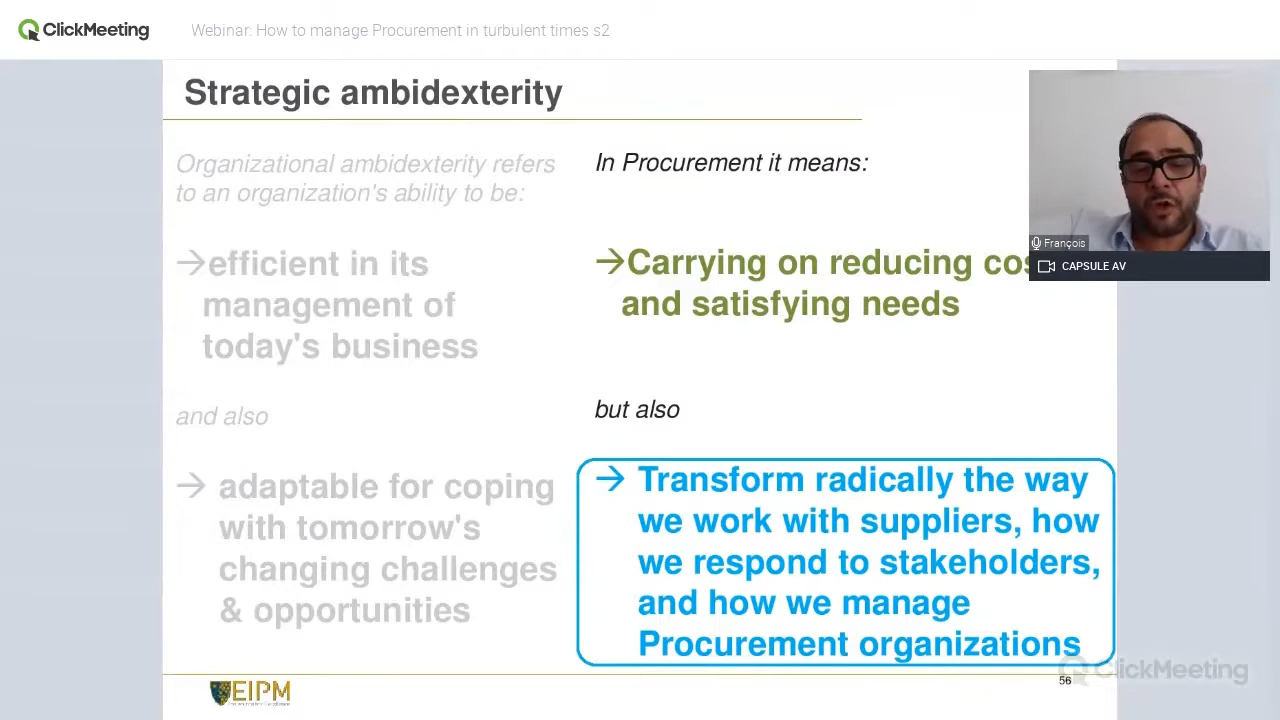 ClickMeeting
Webinar: How to manage Procurement in turbulent times s2
Strategic ambidexterity
Organizational ambidexterity refers
to an organization's ability to be:
→efficient in its
management of
today's business
and also
→ adaptable for coping
with tomorrow's
changing challenges
& opportunities
In Procurement it means:
→Carrying on reducing
and satisfying needs
but also
→ Transform radically the way
we work with suppliers, how
we respond to stakeholders,
and how we manage
Procurement organizations
François
CAPSULE AV
EIPM
56
ClickMeeting